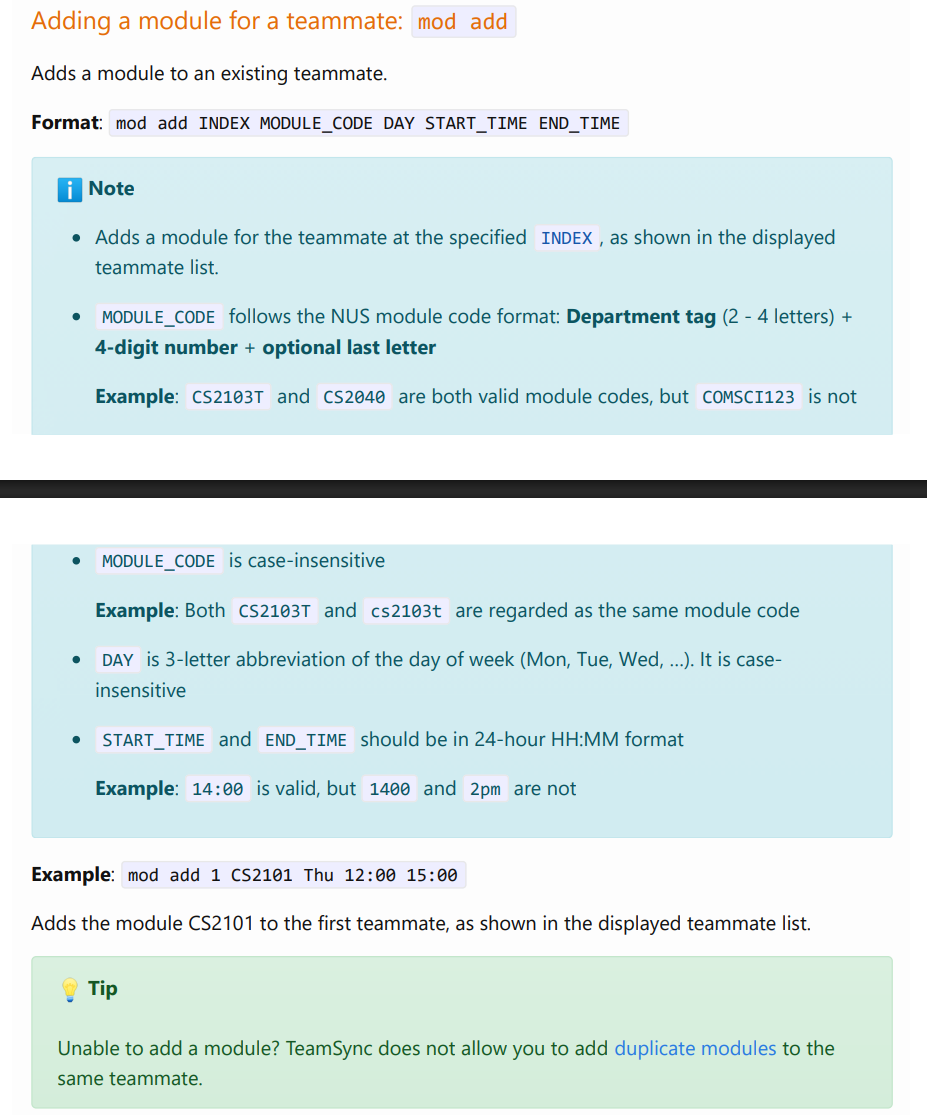 Adding a module for a teammate: mod add
Adds a module to an existing teammate.
Format: mod add INDEX MODULE_CODE DAY START_TIME END_TIME
Note
Adds a module for the teammate at the specified INDEX , as shown in the displayed
teammate list.
MODULE_CODE follows the NUS module code format: Department tag (2 - 4 letters) +
4-digit number + optional last letter
Example: CS2103T and CS2040 are both valid module codes, but COMSCI123 is not
MODULE_CODE is case-insensitive
Example: Both CS2103T and cs2103t are regarded as the same module code
DAY is 3-letter abbreviation of the day of week (Mon, Tue, Wed, ...). It is case-
insensitive
START_TIME and END_TIME should be in 24-hour HH:MM format
Example: 14:00 is valid, but 1400 and 2pm are not
Example: mod add 1 CS2101 Thu 12:00 15:00
Adds the module CS2101 to the first teammate, as shown in the displayed teammate list.
Tip
Unable to add a module? TeamSync does not allow you to add duplicate modules to the
same teammate.